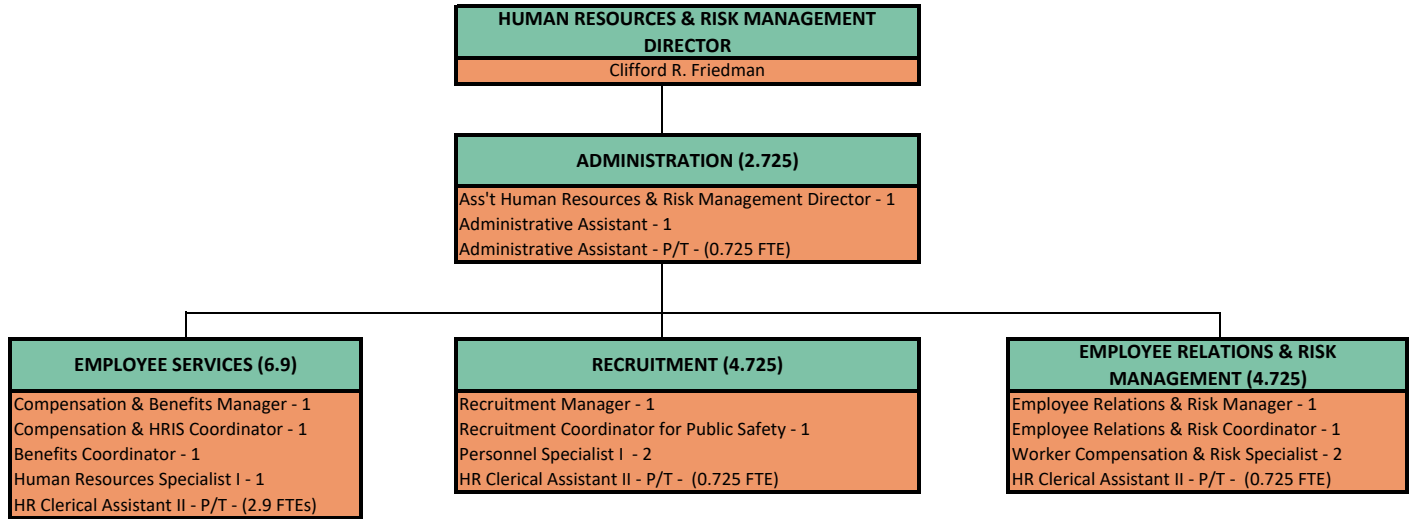 HUMAN RESOURCES & RISK MANAGEMENT
DIRECTOR
Clifford R. Friedman
ADMINISTRATION (2.725)
Ass't Human Resources & Risk Management Director - 1
Administrative Assistant - 1
Administrative Assistant - P/T - (0.725 FTE)
EMPLOYEE SERVICES (6.9)
Compensation & Benefits Manager - 1
Compensation & HRIS Coordinator - 1
Benefits Coordinator - 1
Human Resources Specialist I - 1
HR Clerical Assistant II - P/T - (2.9 FTEs)
RECRUITMENT (4.725)
Recruitment Manager - 1
Recruitment Coordinator for Public Safety - 1
Personnel Specialist I - 2
HR Clerical Assistant II - P/T - (0.725 FTE)
EMPLOYEE RELATIONS & RISK
MANAGEMENT (4.725)
Employee Relations & Risk Manager - 1
Employee Relations & Risk Coordinator - 1
Worker Compensation & Risk Specialist - 2
HR Clerical Assistant II - P/T - (0.725 FTE)